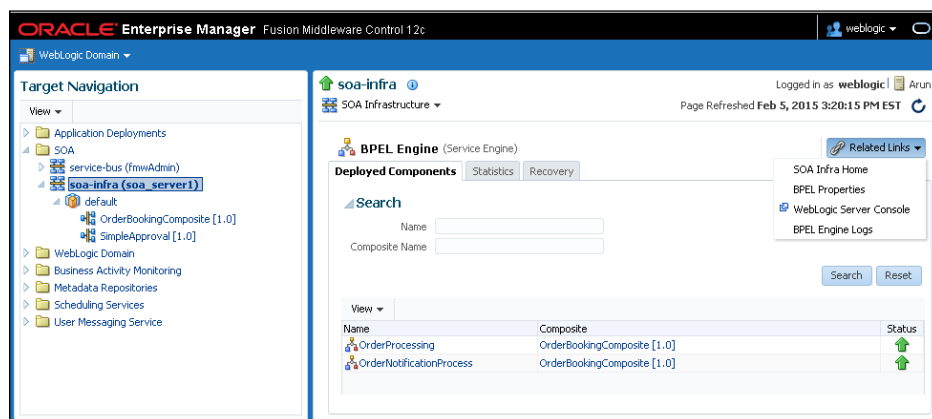 ORACLE Enterprise Manager Fusion Middleware Control 12c
weblogic
WebLogic Domain
Target Navigation
View
Application Deployments
SOA
service-bus (fmwAdmin)
soa-infra (soa_server1)
default
OrderBookingComposite [1.0]
SimpleApproval [1.0]
WebLogic Domain
Business Activity Monitoring
Metadata Repositories
Scheduling Services
User Messaging Service
soa-infra
Logged in as weblogic | Arun
SOA Infrastructure
Page Refreshed Feb 5, 2015 3:20:15 PM EST
BPEL Engine (Service Engine)
Related Links
SOA Infra Home
BPEL Properties
WebLogic Server Console
BPEL Engine Logs
Deployed Components Statistics Recovery
Search
Name
Composite Name
Search Reset
View
Name Composite Status
OrderProcessing OrderBookingComposite [1.0]
OrderNotificationProcess OrderBookingComposite [1.0]